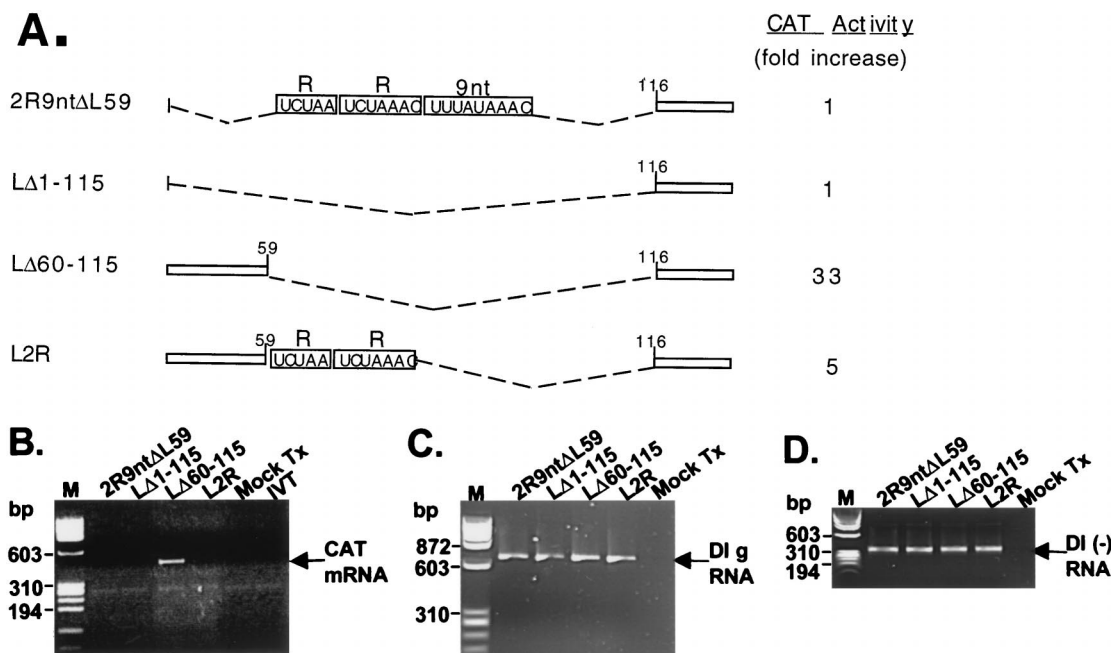 A.
CAT Activity
(fold increase)
2R9ntΔL59
R R 9nt
UCUAA UCUAAAC UUUAUAAAC
116
1
LΔ1-115
116
1
LΔ60-115
59
116
33
L2R
59
R R
UCUAA UCUAAAC
116
5
B.
M
2R9ntΔL59
LΔ1-115
LΔ60-115
L2R
Mock Tx
IVT
bp
603
310
194
CAT
mRNA
C.
M
2R9ntΔL59
LΔ1-115
LΔ60-115
L2R
Mock Tx
bp
872
603
310
DI g
RNA
D.
M
2R9ntΔL59
LΔ1-115
LΔ60-115
L2R
Mock Tx
bp
603
310
194
DI (-)
RNA